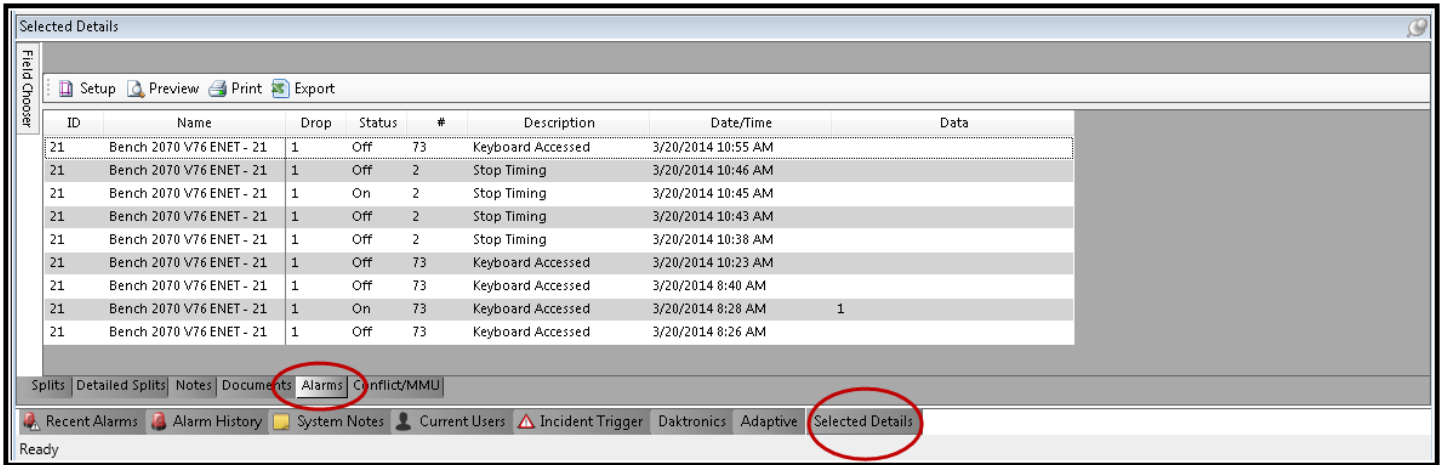 Selected Details
Field Chooser
Setup Preview Print Export
ID Name Drop Status # Description Date/Time Data
21 Bench 2070 V76 ENET - 21 1 Off 73 Keyboard Accessed 3/20/2014 10:55 AM
21 Bench 2070 V76 ENET - 21 1 Off 2 Stop Timing 3/20/2014 10:46 AM
21 Bench 2070 V76 ENET - 21 1 On 2 Stop Timing 3/20/2014 10:45 AM
21 Bench 2070 V76 ENET - 21 1 Off 2 Stop Timing 3/20/2014 10:43 AM
21 Bench 2070 V76 ENET - 21 1 Off 2 Stop Timing 3/20/2014 10:38 AM
21 Bench 2070 V76 ENET - 21 1 Off 73 Keyboard Accessed 3/20/2014 10:23 AM
21 Bench 2070 V76 ENET - 21 1 Off 73 Keyboard Accessed 3/20/2014 8:40 AM
21 Bench 2070 V76 ENET - 21 1 On 73 Keyboard Accessed 3/20/2014 8:28 AM 1
21 Bench 2070 V76 ENET - 21 1 Off 73 Keyboard Accessed 3/20/2014 8:26 AM
Splits Detailed Splits Notes Documents Alarms Conflict/MMU
Recent Alarms Alarm History System Notes Current Users Incident Trigger Daktronics Adaptive Selected Details
Ready